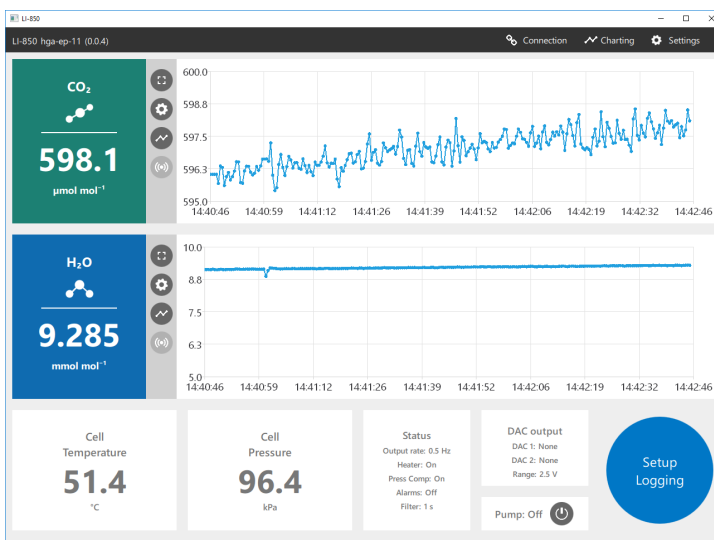 LI-850
LI-850 hga-ep-11 (0.0.4)
Connection
Charting
Settings
CO₂
598.1
μmol mol⁻¹
600.0
598.8
597.5
596.3
595.0
14:40:46 14:40:59 14:41:12 14:41:26 14:41:39 14:41:52 14:42:06 14:42:19 14:42:32 14:42:46
H₂O
9.285
mmol mol⁻¹
10.0
8.8
7.5
6.3
5.0
14:40:46 14:40:59 14:41:12 14:41:26 14:41:39 14:41:52 14:42:06 14:42:19 14:42:32 14:42:46
Cell
Temperature
51.4
°C
Cell
Pressure
96.4
kPa
Status
Output rate: 0.5 Hz
Heater: On
Press Comp: On
Alarms: Off
Filter: 1 s
DAC output
DAC 1: None
DAC 2: None
Range: 2.5 V
Pump: Off
Setup
Logging